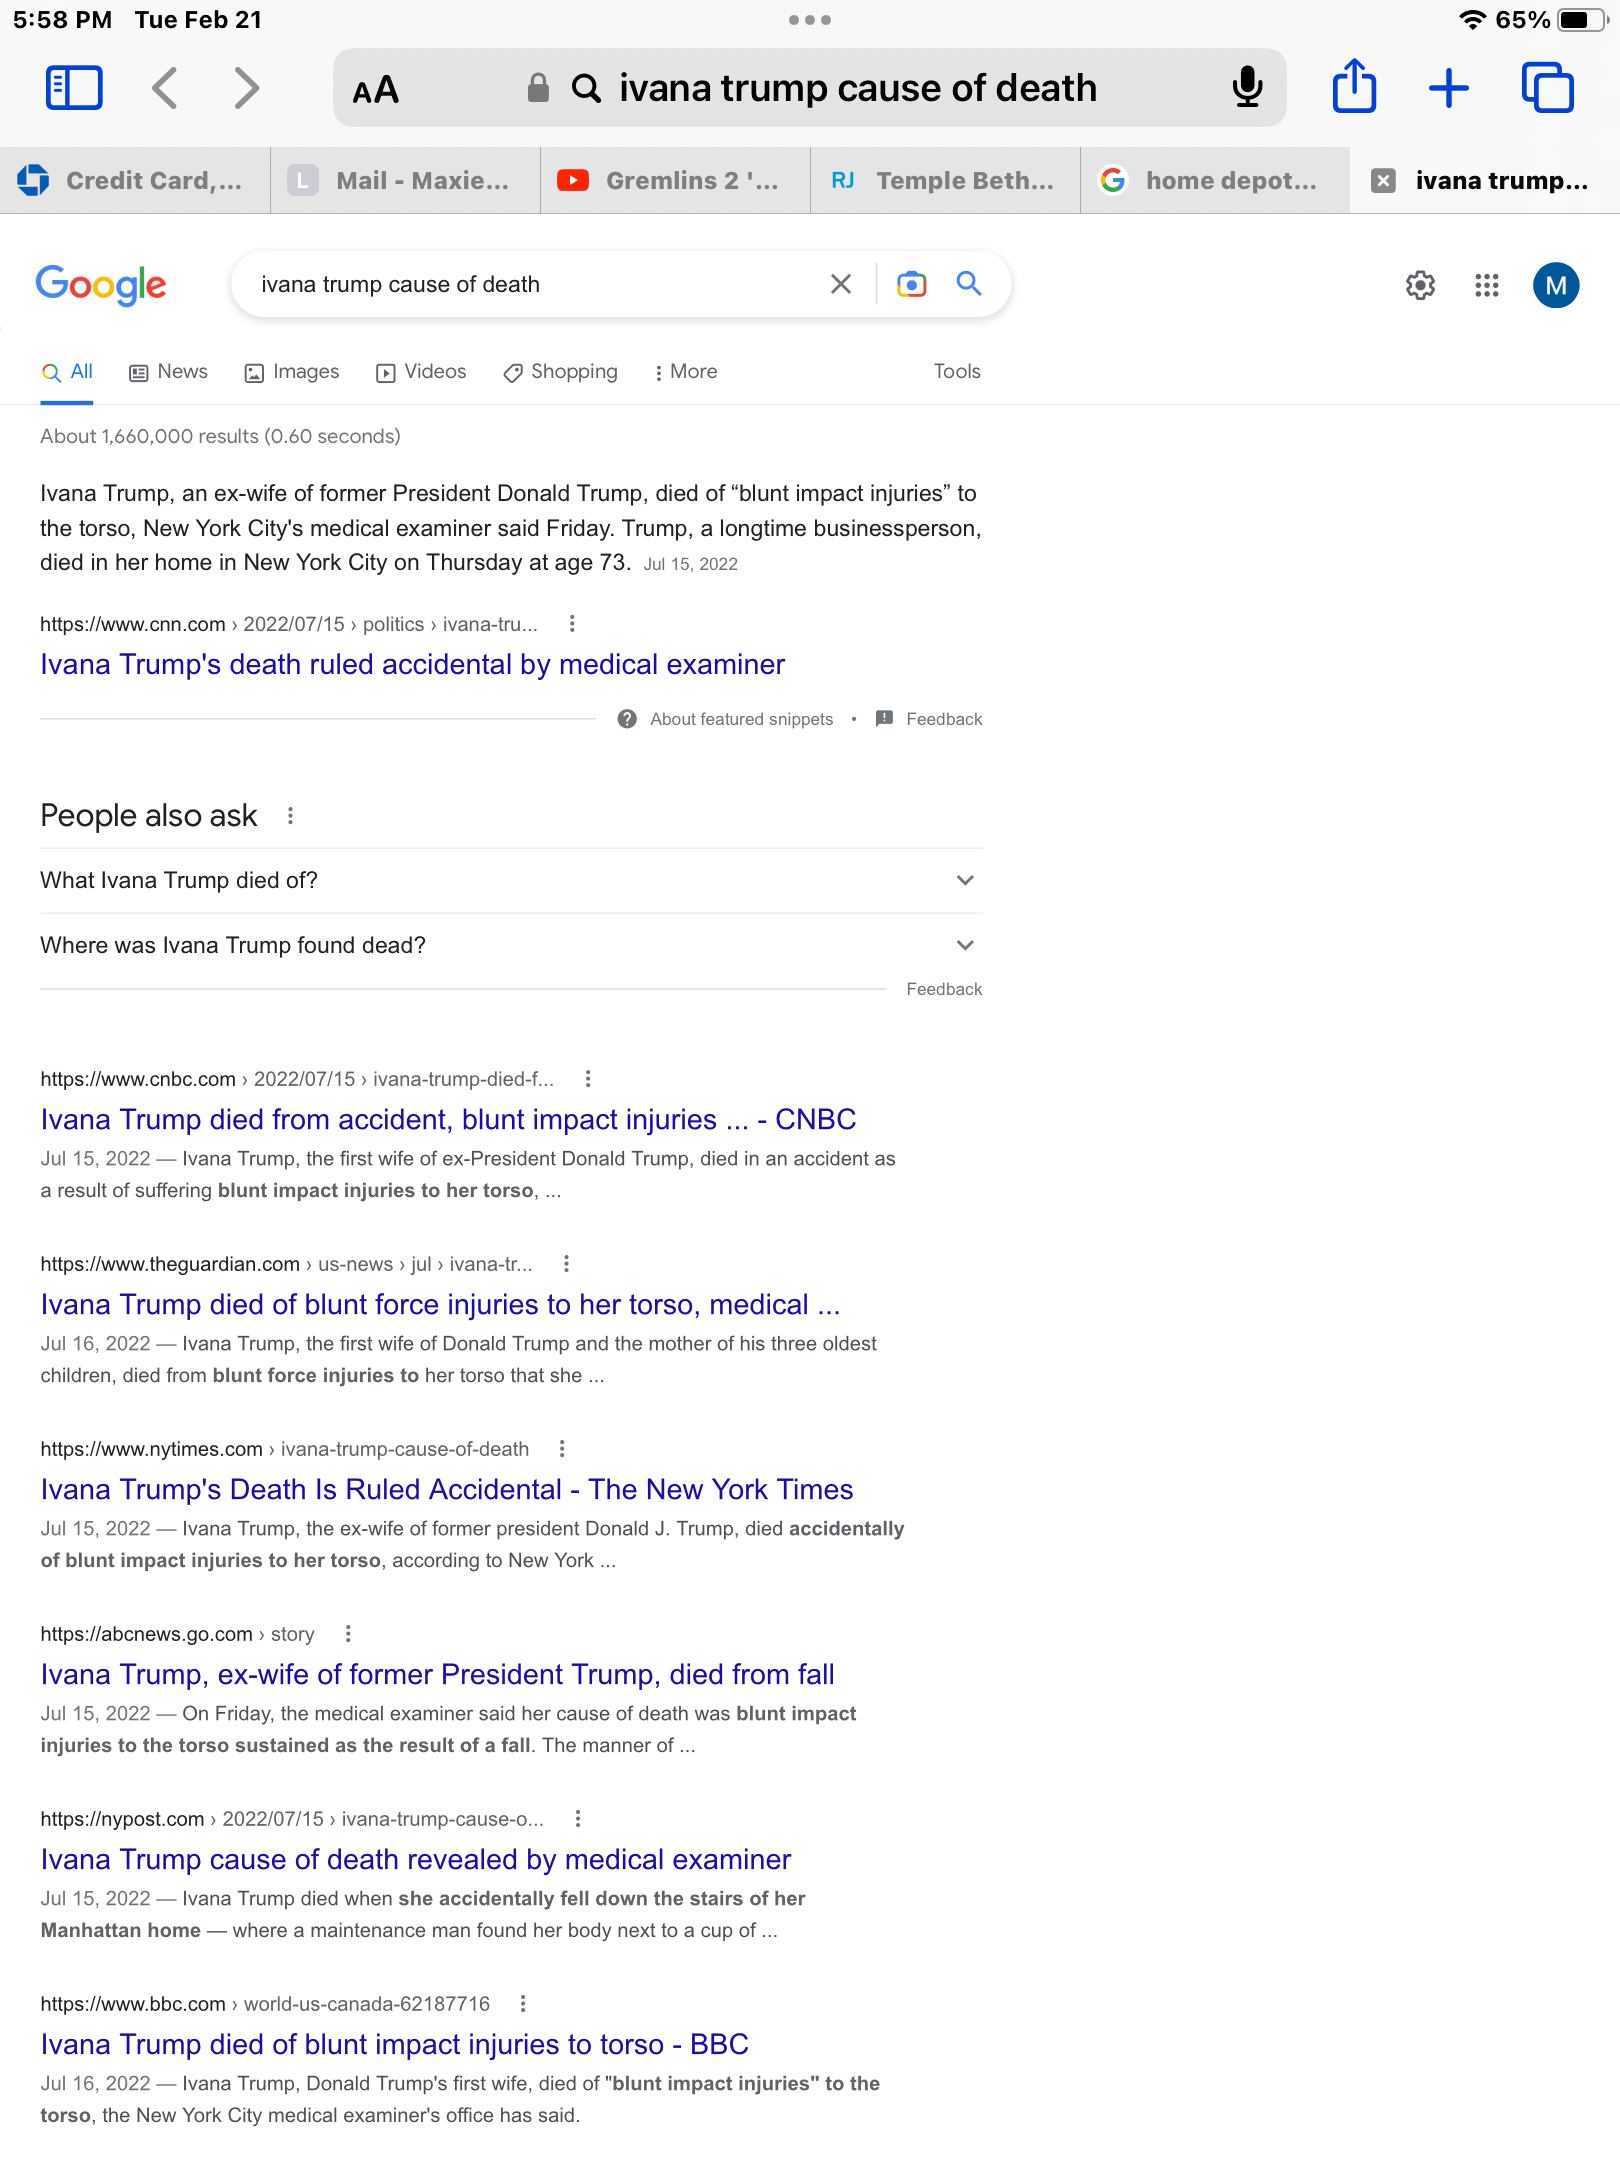 5:58 PM Tue Feb 21
65%
AA ivana trump cause of death
Credit Card,... L Mail - Maxie... Gremlins 2 '... RJ Temple Beth... home depot... ivana trump...
Google ivana trump cause of death M
All News Images Videos Shopping More Tools
About 1,660,000 results (0.60 seconds)
Ivana Trump, an ex-wife of former President Donald Trump, died of “blunt impact injuries” to
the torso, New York City's medical examiner said Friday. Trump, a longtime businessperson,
died in her home in New York City on Thursday at age 73. Jul 15, 2022
https://www.cnn.com › 2022/07/15 › politics › ivana-tru...
Ivana Trump's death ruled accidental by medical examiner
About featured snippets • Feedback
People also ask
What Ivana Trump died of?
Where was Ivana Trump found dead?
Feedback
https://www.cnbc.com › 2022/07/15 › ivana-trump-died-f...
Ivana Trump died from accident, blunt impact injuries ... - CNBC
Jul 15, 2022 — Ivana Trump, the first wife of ex-President Donald Trump, died in an accident as
a result of suffering blunt impact injuries to her torso, ...
https://www.theguardian.com › us-news › jul › ivana-tr...
Ivana Trump died of blunt force injuries to her torso, medical ...
Jul 16, 2022 — Ivana Trump, the first wife of Donald Trump and the mother of his three oldest
children, died from blunt force injuries to her torso that she ...
https://www.nytimes.com › ivana-trump-cause-of-death
Ivana Trump's Death Is Ruled Accidental - The New York Times
Jul 15, 2022 — Ivana Trump, the ex-wife of former president Donald J. Trump, died accidentally
of blunt impact injuries to her torso, according to New York ...
https://abcnews.go.com › story
Ivana Trump, ex-wife of former President Trump, died from fall
Jul 15, 2022 — On Friday, the medical examiner said her cause of death was blunt impact
injuries to the torso sustained as the result of a fall. The manner of ...
https://nypost.com › 2022/07/15 › ivana-trump-cause-o...
Ivana Trump cause of death revealed by medical examiner
Jul 15, 2022 — Ivana Trump died when she accidentally fell down the stairs of her
Manhattan home — where a maintenance man found her body next to a cup of ...
https://www.bbc.com › world-us-canada-62187716
Ivana Trump died of blunt impact injuries to torso - BBC
Jul 16, 2022 — Ivana Trump, Donald Trump's first wife, died of "blunt impact injuries" to the
torso, the New York City medical examiner's office has said.